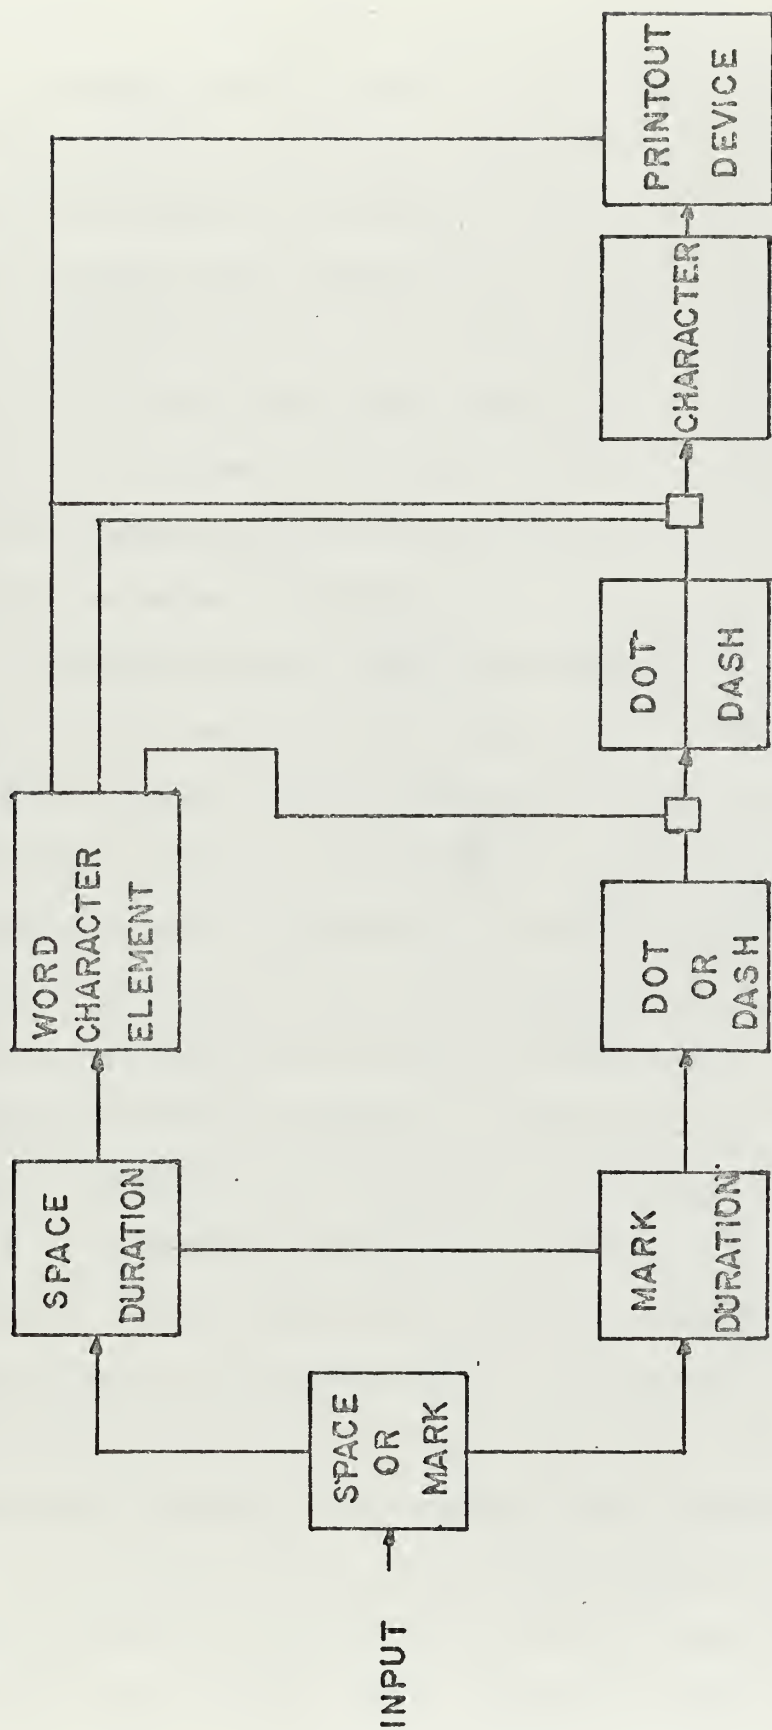 INPUT
SPACE
OR
MARK
SPACE
DURATION
MARK
DURATION
WORD
CHARACTER
ELEMENT
DOT
OR
DASH
DOT
DASH
CHARACTER
PRINTOUT
DEVICE